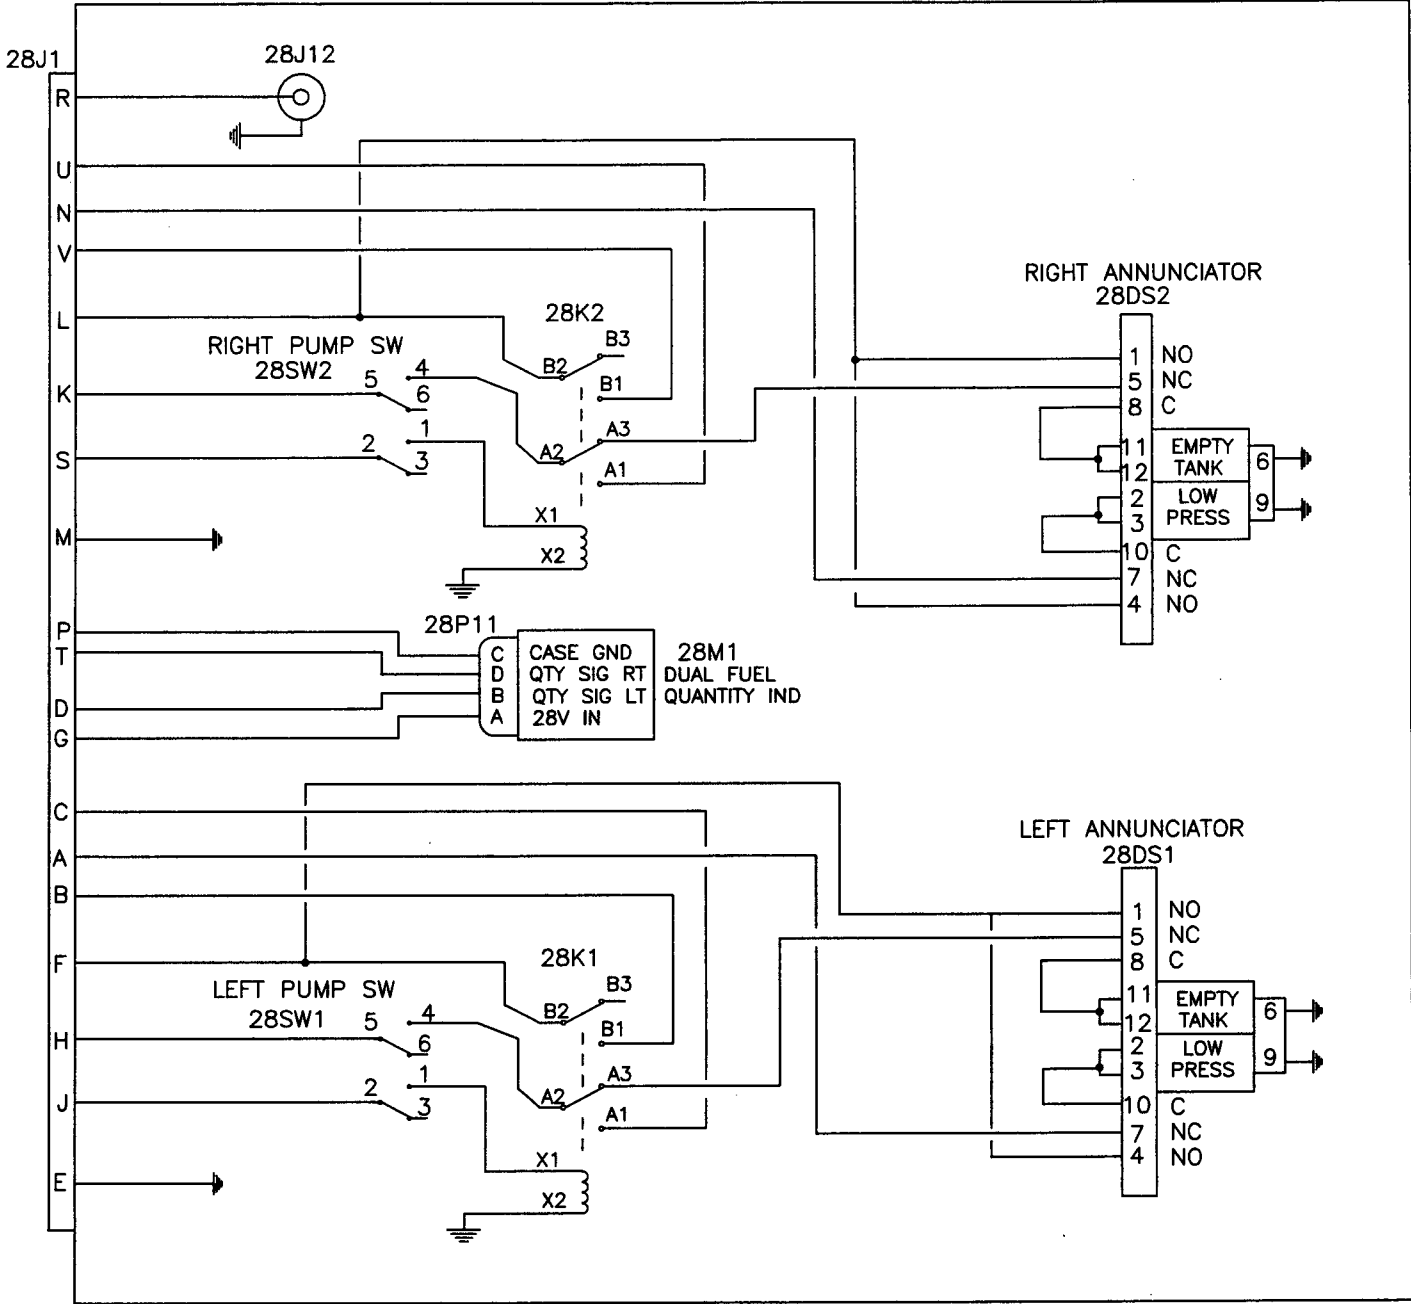 28J1
28J12
R
U
N
V
L
K
S
M
P
T
D
G
C
A
B
F
H
J
E
RIGHT PUMP SW
28SW2
5
4
6
2
1
3
28K2
B3
B2
B1
A3
A2
A1
X1
X2
RIGHT ANNUNCIATOR
28DS2
1 NO
5 NC
8 C
11
12
EMPTY
TANK
6
2
3
LOW
PRESS
9
10 C
7 NC
4 NO
28P11
C CASE GND
D QTY SIG RT
B QTY SIG LT
A 28V IN
28M1
DUAL FUEL
QUANTITY IND
LEFT PUMP SW
28SW1
5
4
6
2
1
3
28K1
B3
B2
B1
A3
A2
A1
X1
X2
LEFT ANNUNCIATOR
28DS1
1 NO
5 NC
8 C
11
12
EMPTY
TANK
6
2
3
LOW
PRESS
9
10 C
7 NC
4 NO